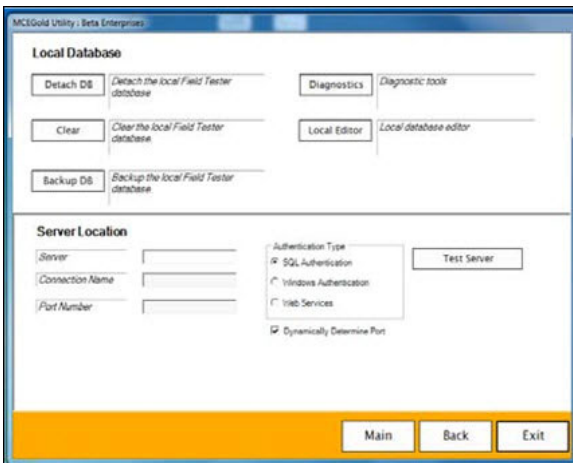 MCEGold Utility : Beta Enterprises
Local Database
Detach DB
Detach the local Field Tester
database
Diagnostics
Diagnostic tools
Clear
Clear the local Field Tester
database
Local Editor
Local database editor
Backup DB
Backup the local Field Tester
database
Server Location
Server
Connection Name
Port Number
Authentication Type
SQL Authentication
Windows Authentication
Web Services
Dynamically Determine Port
Test Server
Main
Back
Exit